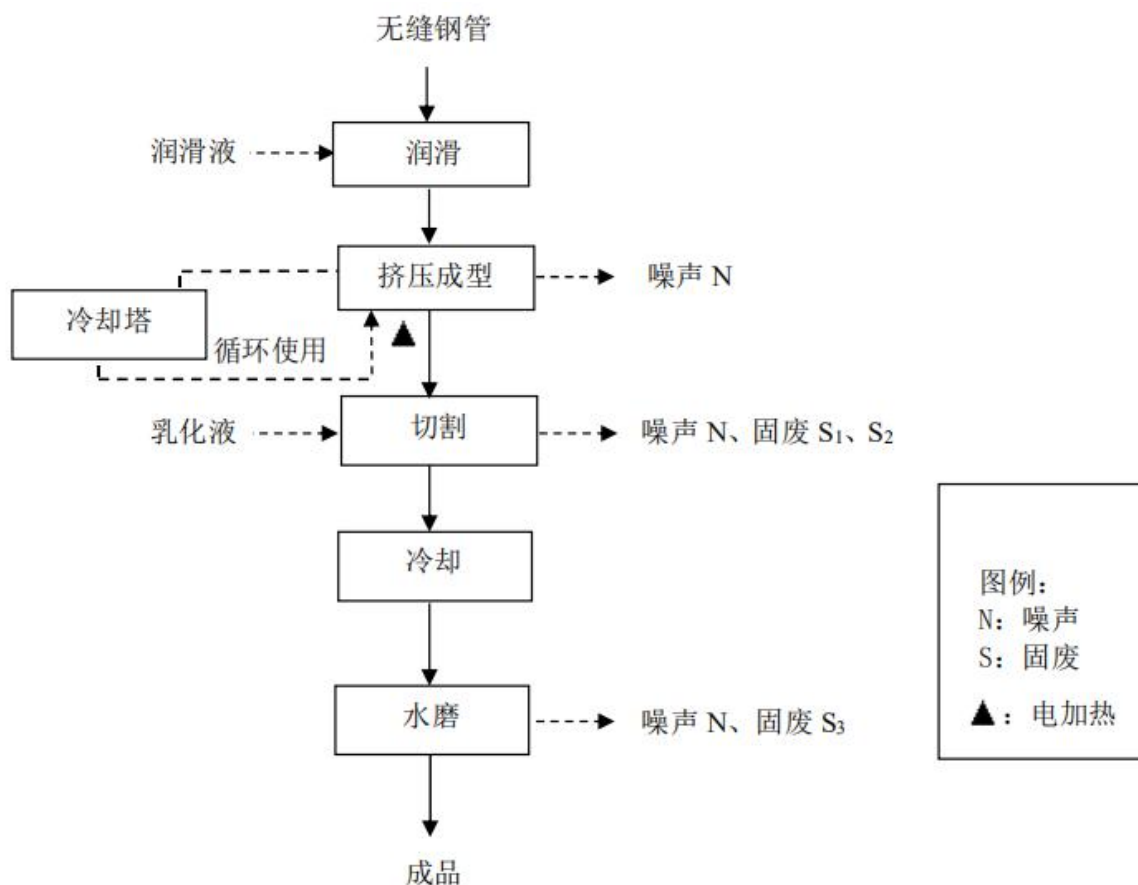 无缝钢管
润滑液
润滑
挤压成型
噪声 N
冷却塔
循环使用
乳化液
切割
噪声 N、固废 S₁、S₂
冷却
图例：
N：噪声
S：固废
▲：电加热
水磨
噪声 N、固废 S₃
成品